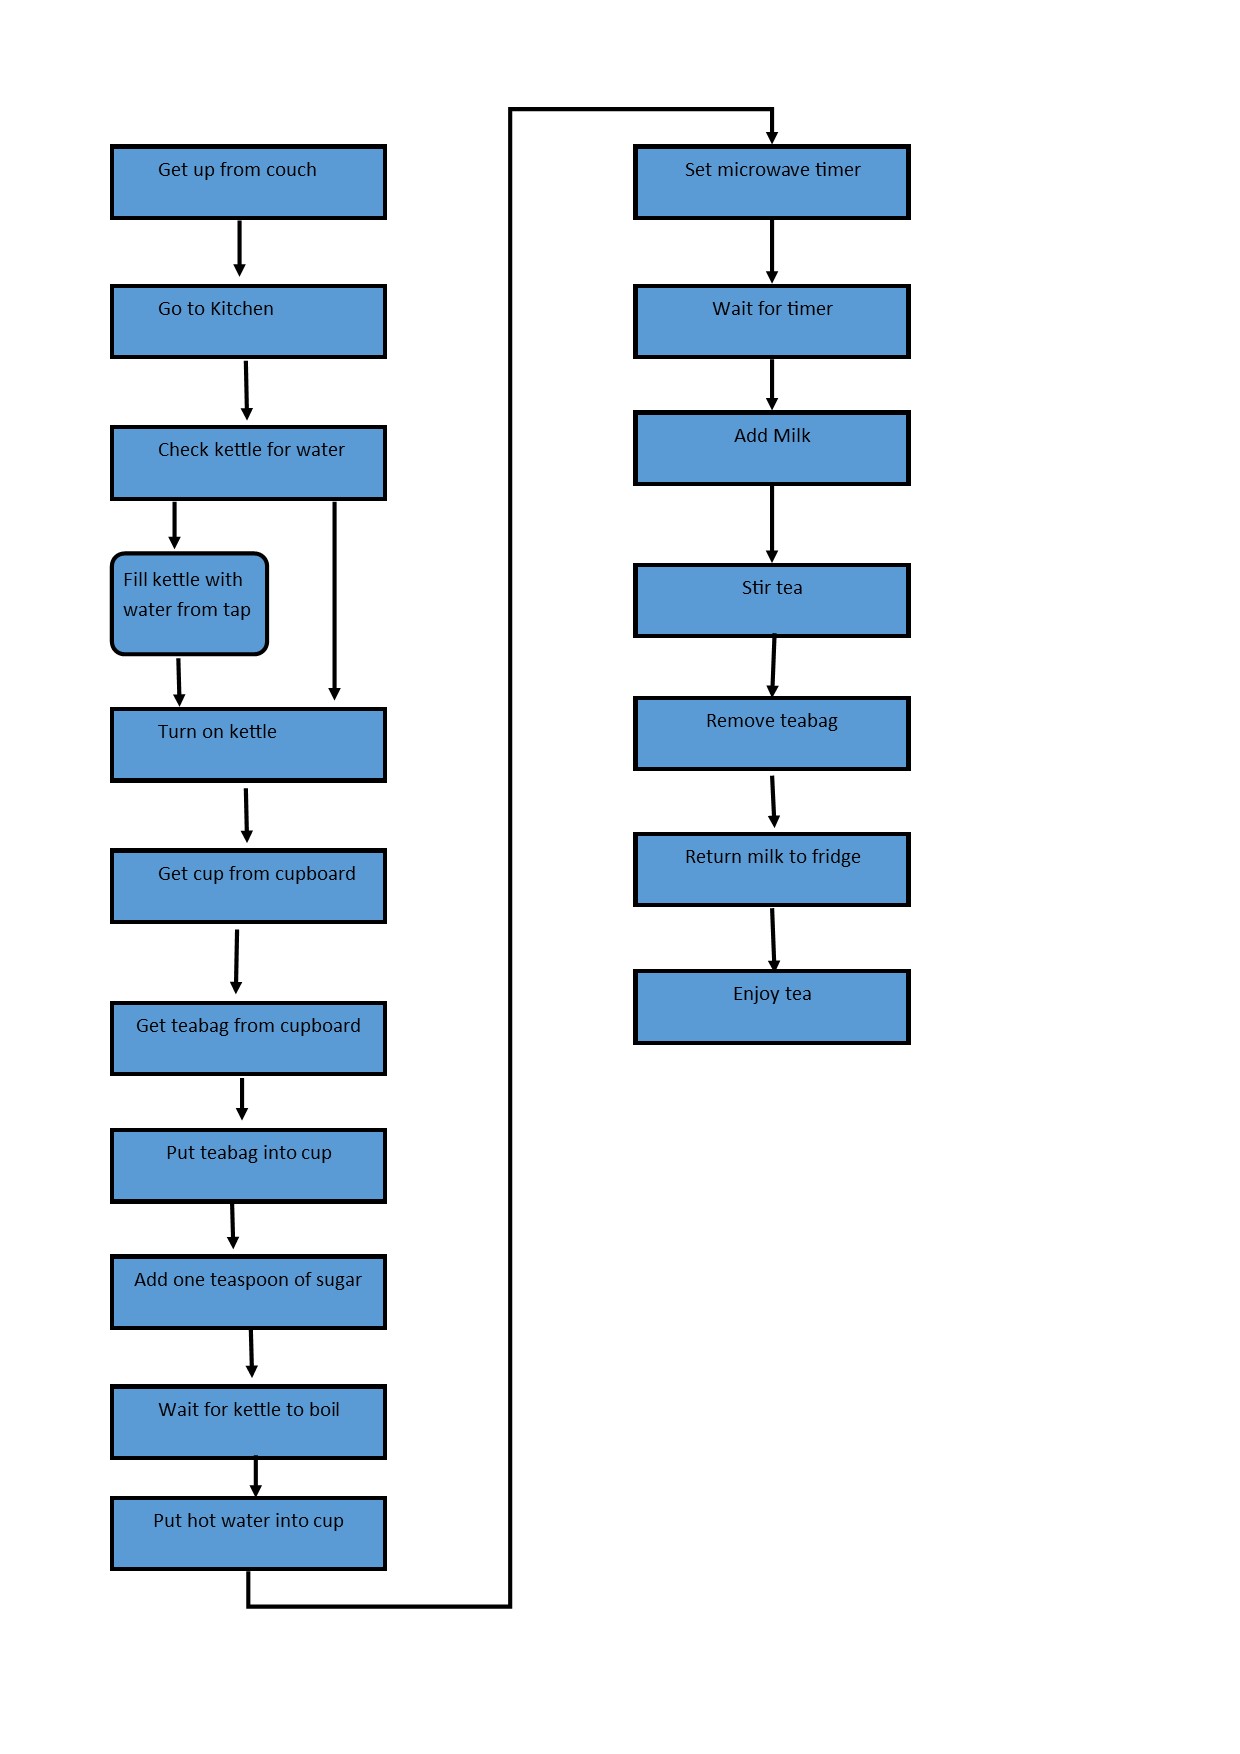 Get up from couch
Go to Kitchen
Check kettle for water
Fill kettle with
water from tap
Turn on kettle
Get cup from cupboard
Get teabag from cupboard
Put teabag into cup
Add one teaspoon of sugar
Wait for kettle to boil
Put hot water into cup
Set microwave timer
Wait for timer
Add Milk
Stir tea
Remove teabag
Return milk to fridge
Enjoy tea